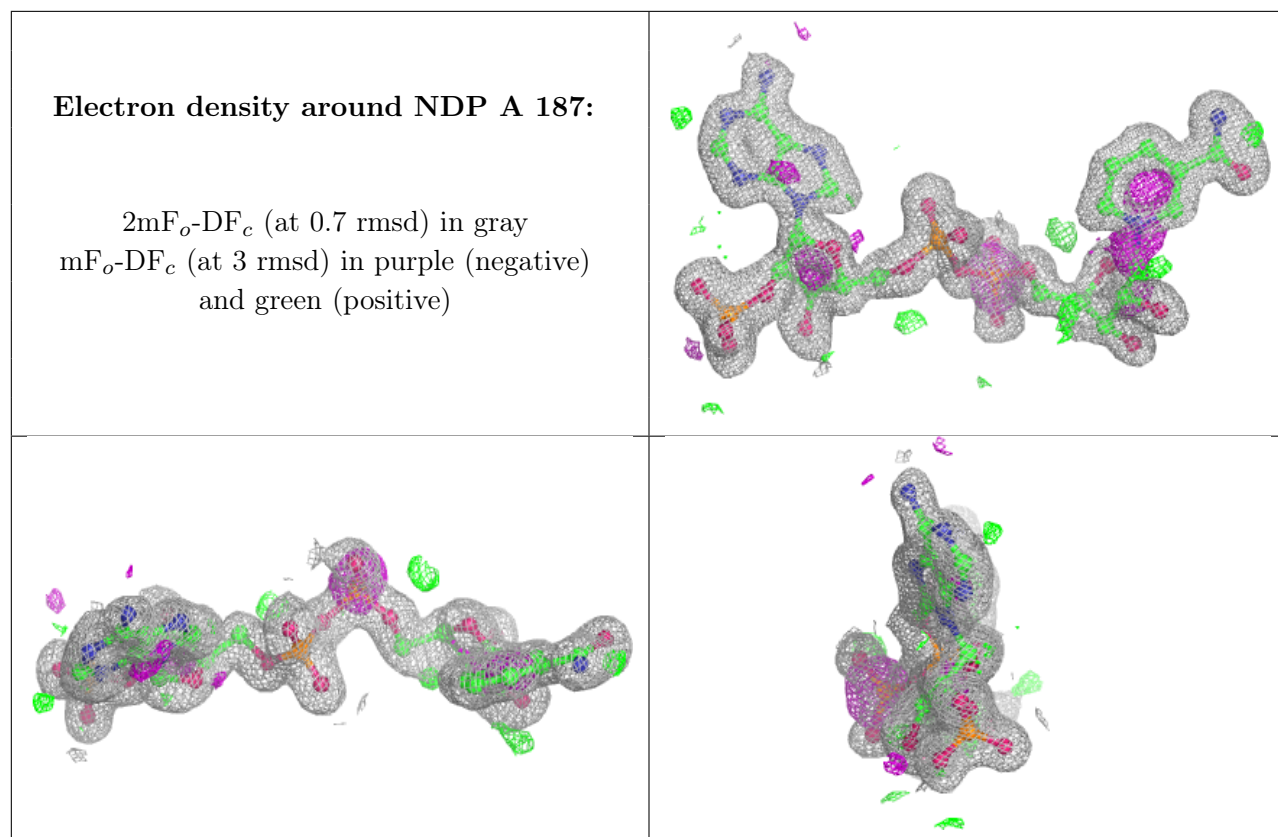 Electron density around NDP A 187:
2mFₒ-DF𝒸 (at 0.7 rmsd) in gray
mFₒ-DF𝒸 (at 3 rmsd) in purple (negative)
and green (positive)